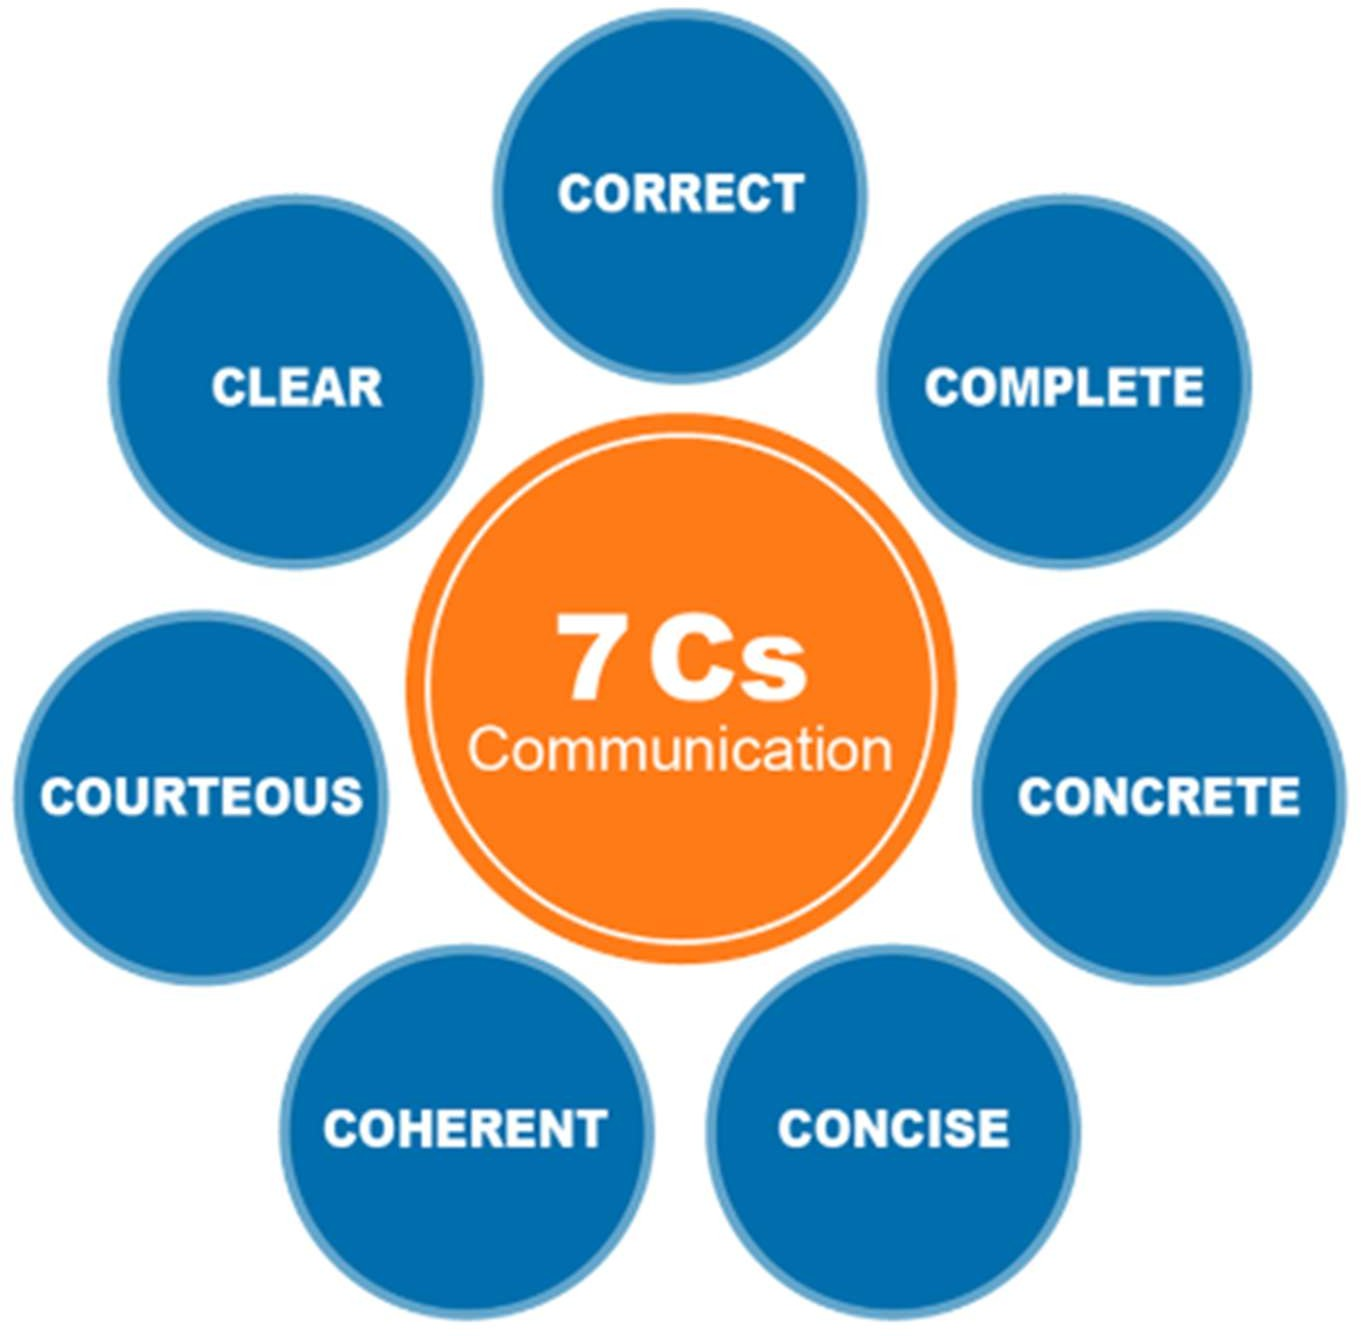 CORRECT
CLEAR
COMPLETE
7 Cs
Communication
COURTEOUS
CONCRETE
COHERENT
CONCISE